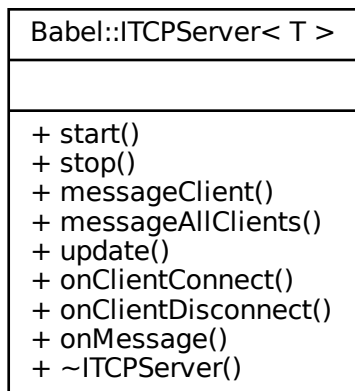 Babel::ITCPServer< T >
+ start()
+ stop()
+ messageClient()
+ messageAllClients()
+ update()
+ onClientConnect()
+ onClientDisconnect()
+ onMessage()
+ ~ITCPServer()